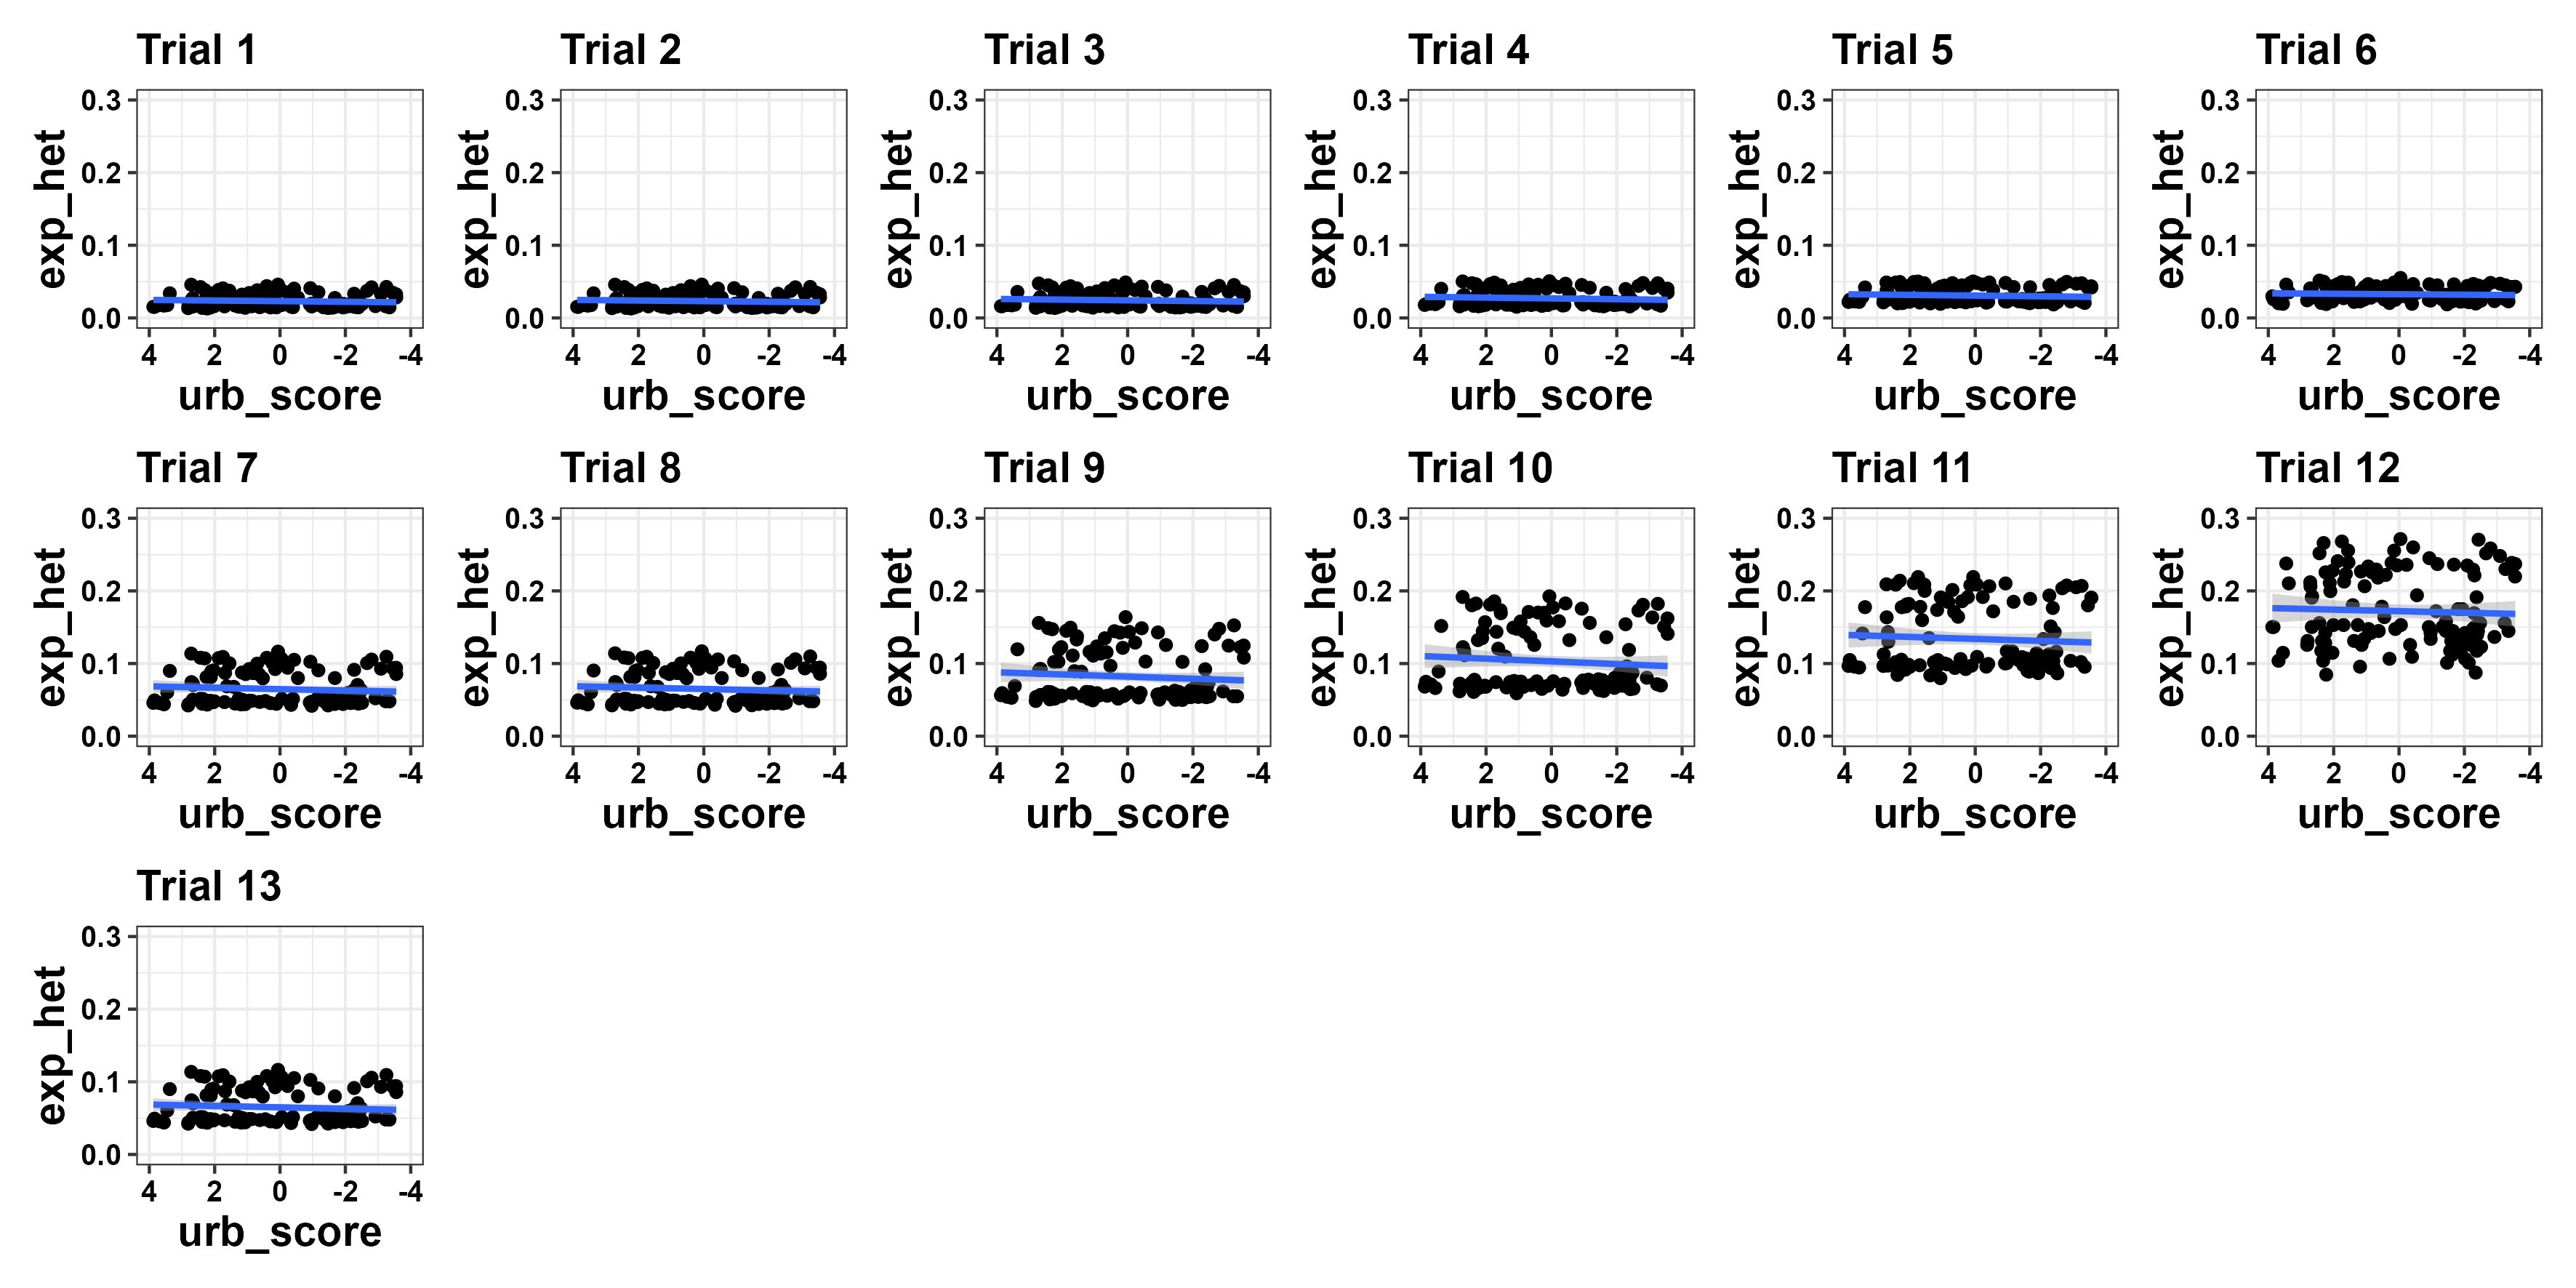 Trial 1 Trial 2 Trial 3 Trial 4 Trial 5 Trial 6
exp_het exp_het exp_het exp_het exp_het exp_het
0.3 0.3 0.3 0.3 0.3 0.3
0.2 0.2 0.2 0.2 0.2 0.2
0.1 0.1 0.1 0.1 0.1 0.1
0.0 0.0 0.0 0.0 0.0 0.0
4 2 0 -2 -4 4 2 0 -2 -4 4 2 0 -2 -4 4 2 0 -2 -4 4 2 0 -2 -4 4 2 0 -2 -4
urb_score urb_score urb_score urb_score urb_score urb_score
Trial 7 Trial 8 Trial 9 Trial 10 Trial 11 Trial 12
exp_het exp_het exp_het exp_het exp_het exp_het
0.3 0.3 0.3 0.3 0.3 0.3
0.2 0.2 0.2 0.2 0.2 0.2
0.1 0.1 0.1 0.1 0.1 0.1
0.0 0.0 0.0 0.0 0.0 0.0
4 2 0 -2 -4 4 2 0 -2 -4 4 2 0 -2 -4 4 2 0 -2 -4 4 2 0 -2 -4 4 2 0 -2 -4
urb_score urb_score urb_score urb_score urb_score urb_score
Trial 13
exp_het
0.3
0.2
0.1
0.0
4 2 0 -2 -4
urb_score